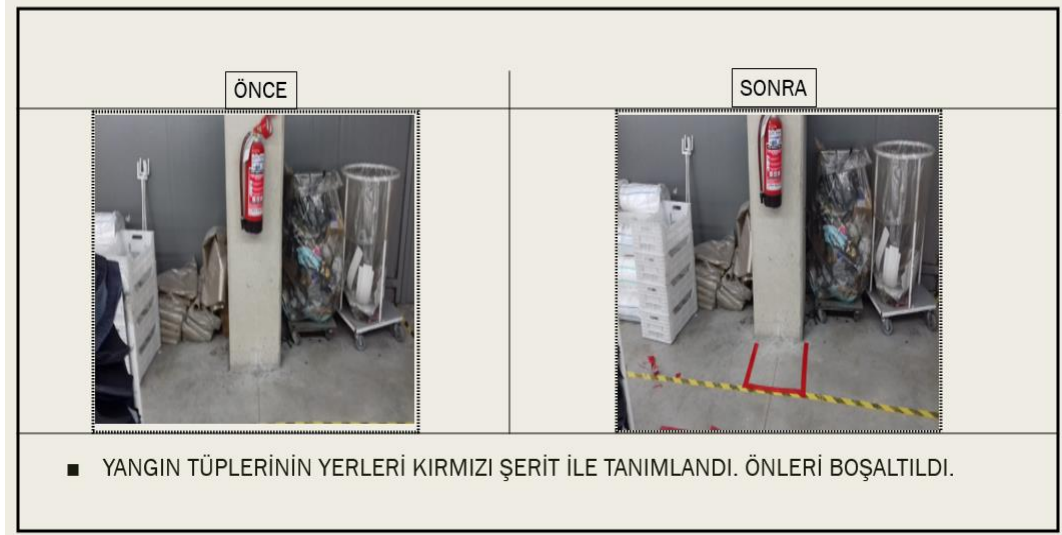 ÖNCE
SONRA
■ YANGIN TÜPLERİNİN YERLERİ KIRMIZI ŞERİT İLE TANIMLANDI. ÖNLERİ BOŞALTILDI.